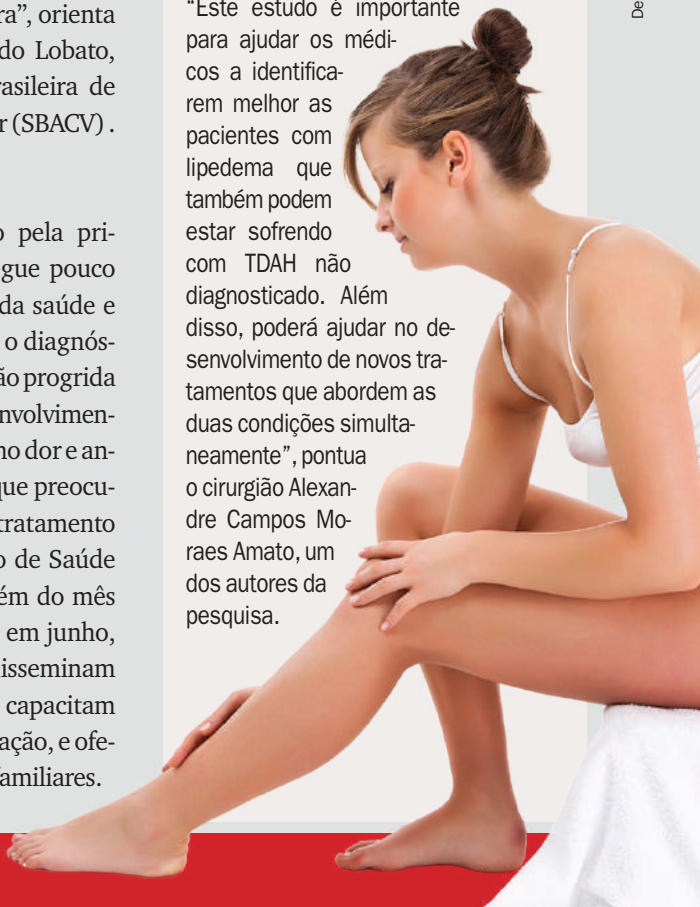 ra”, orienta
do Lobato,
rasileira de
r (SBACV) .
o pela pri-
gue pouco
da saúde e
o diagnós-
ão progrida
nvolvimen-
no dor e an-
que preocu-
tratamento
o de Saúde
ém do mês
em junho,
isseminam
capacitam
ação, e ofe-
familiares.
“Este estudo é importante
para ajudar os médi-
cos a identifica-
rem melhor as
pacientes com
lipedema que
também podem
estar sofrendo
com TDAH não
diagnosticado. Além
disso, poderá ajudar no de-
senvolvimento de novos tra-
tamentos que abordem as
duas condições simulta-
neamente”, pontua
o cirurgião Alexan-
dre Campos Mo-
raes Amato, um
dos autores da
pesquisa.
De